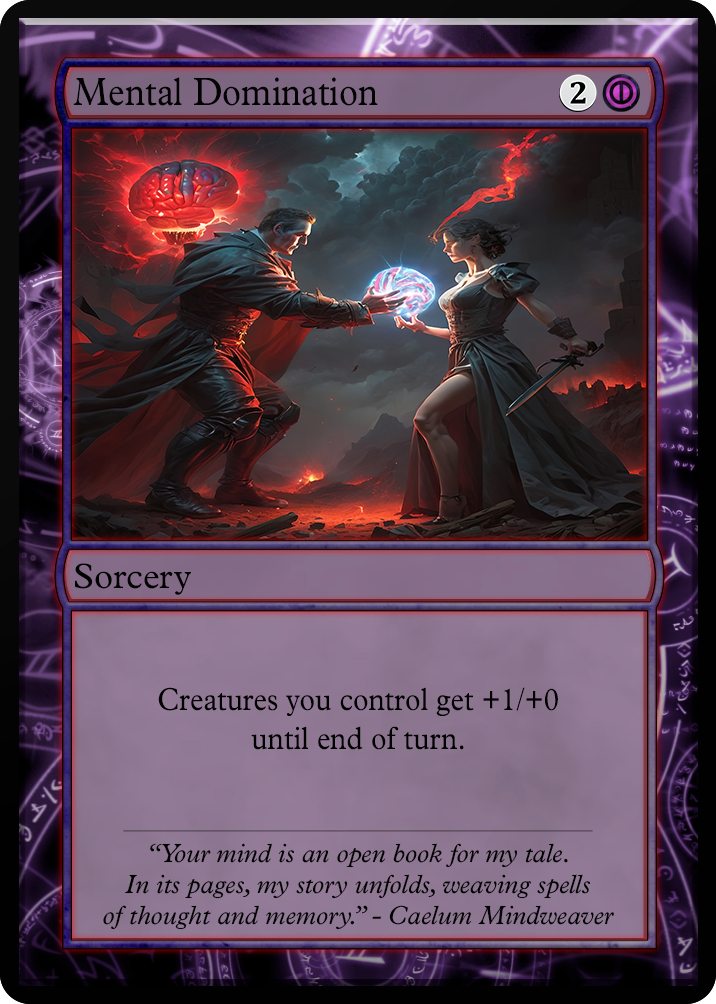 Mental Domination 2
Sorcery
Creatures you control get +1/+0
until end of turn.
“Your mind is an open book for my tale.
In its pages, my story unfolds, weaving spells
of thought and memory.” - Caelum Mindweaver